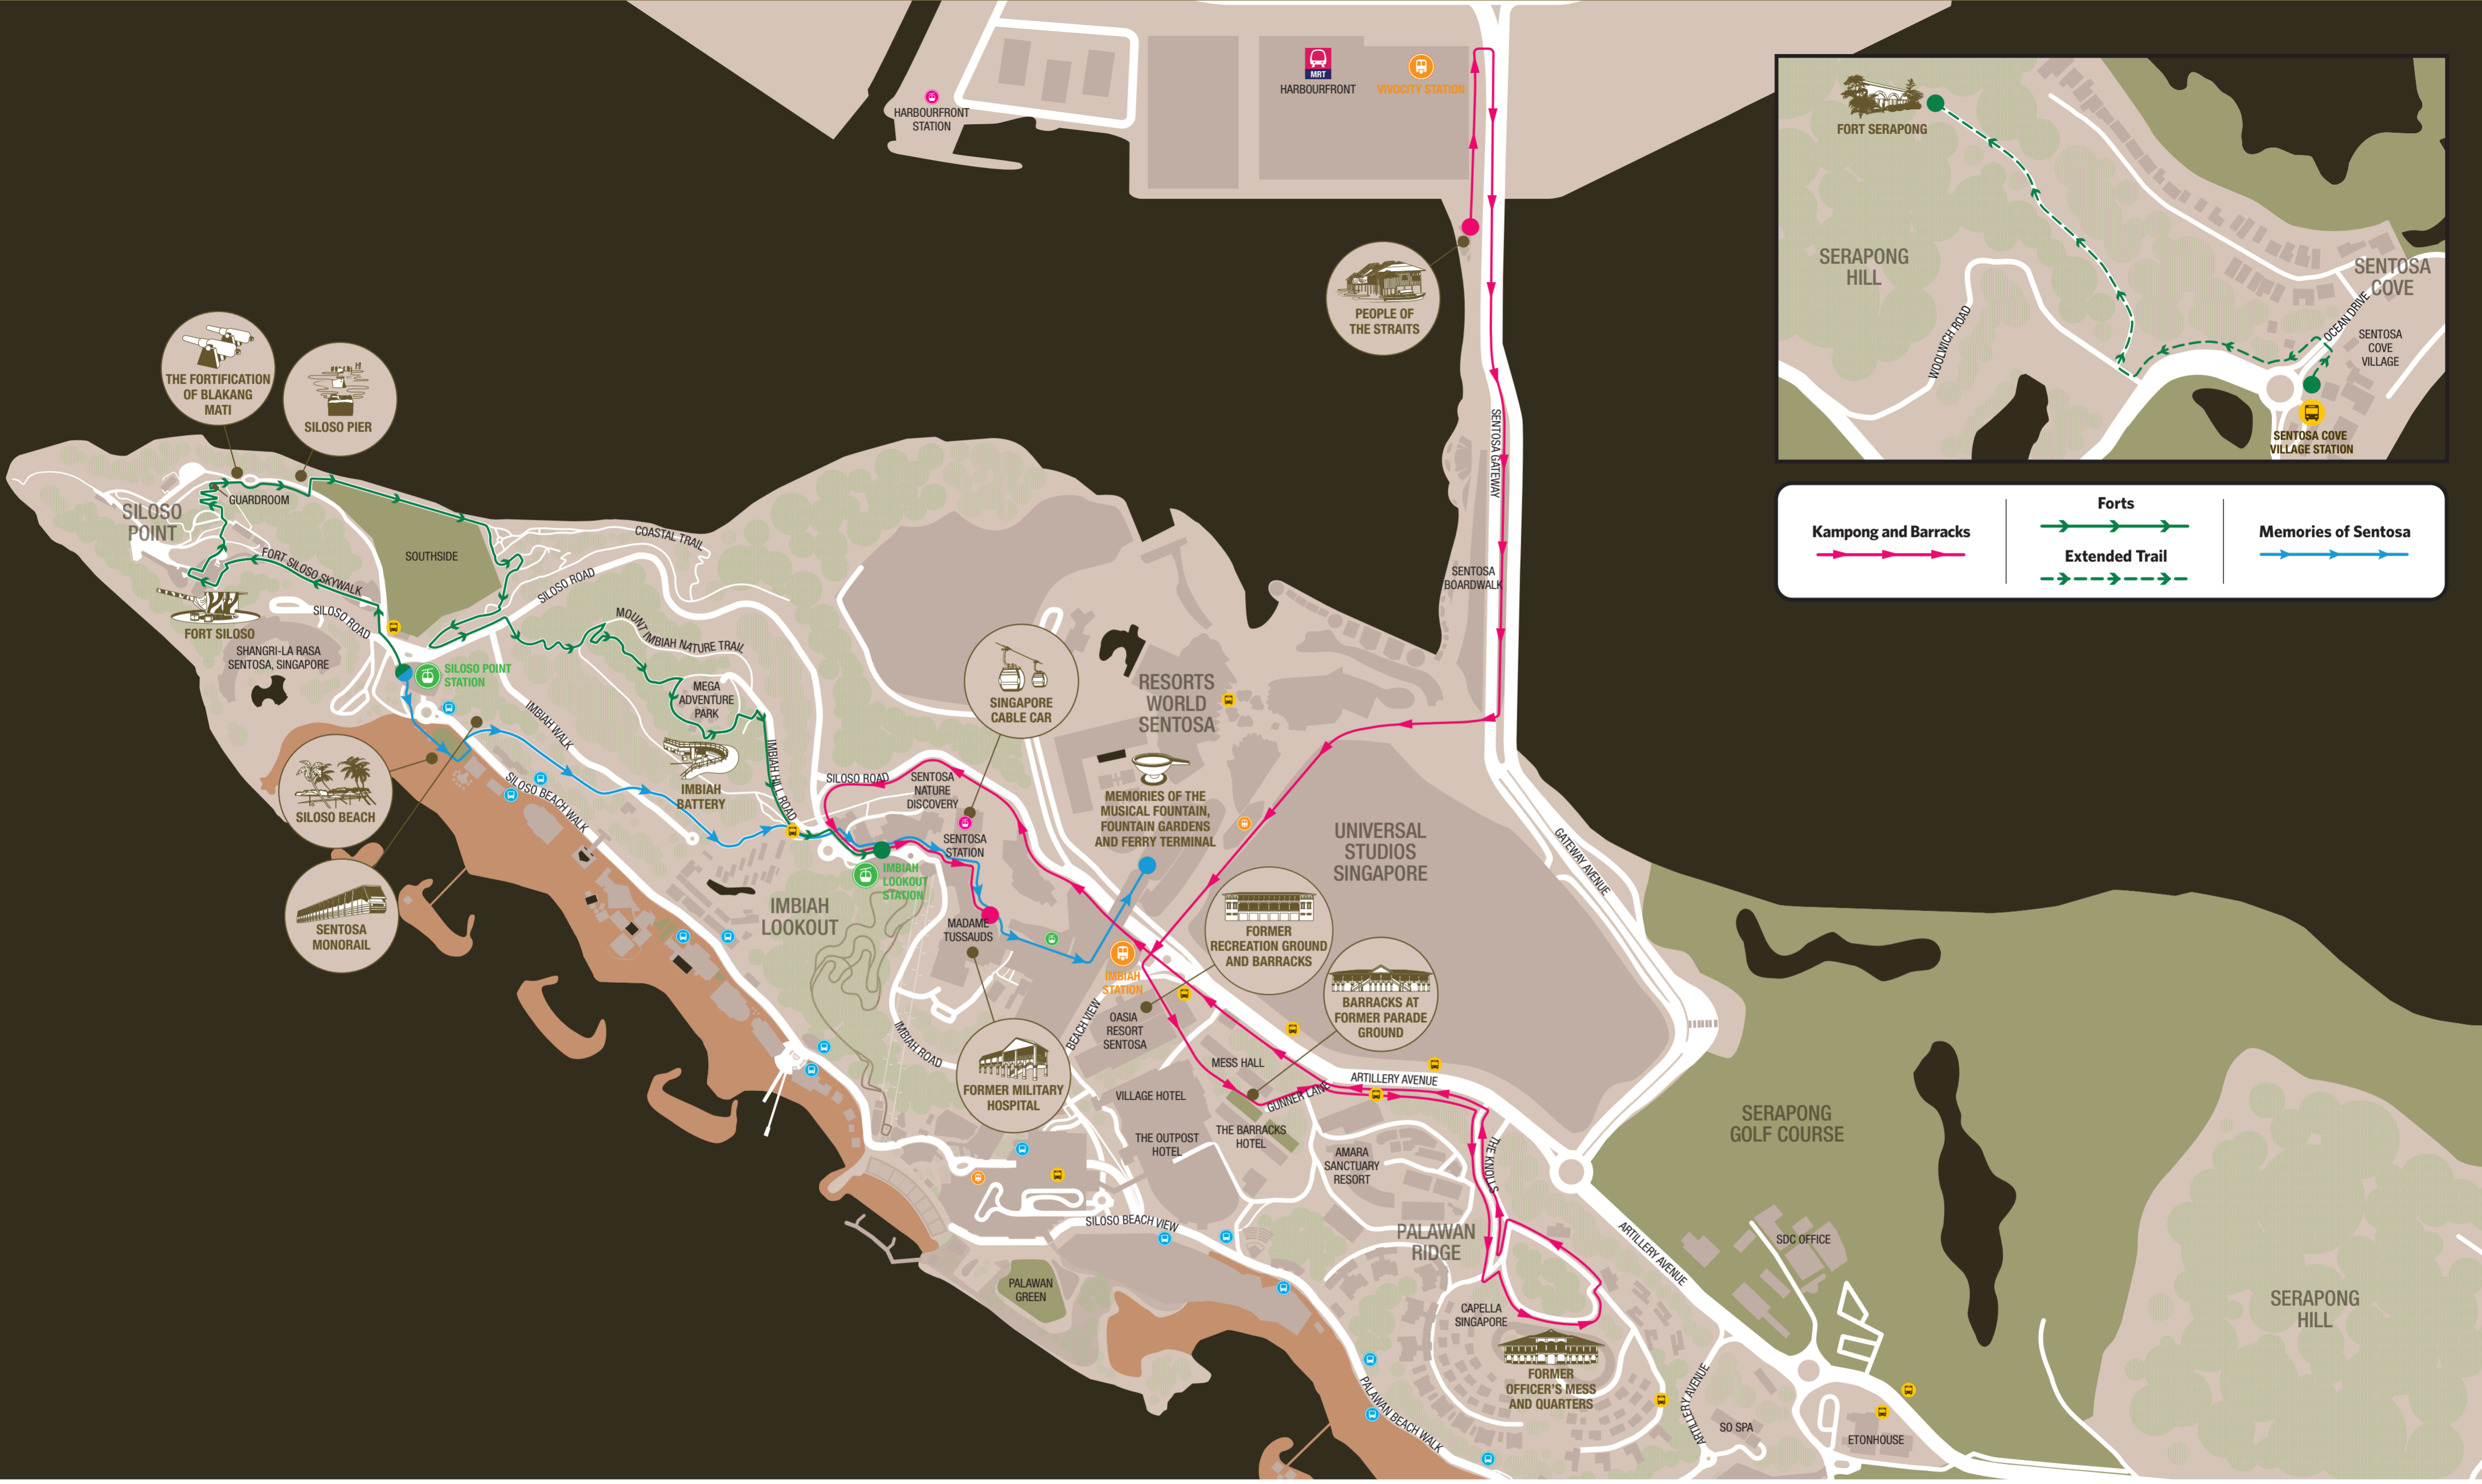 HARBOURFRONT
STATION
MRT
HARBOURFRONT
VIVOCITY STATION
PEOPLE OF
THE STRAITS
SENTOSA GATEWAY
SENTOSA
BOARDWALK
FORT SERAPONG
SERAPONG
HILL
WOOLWICH ROAD
SENTOSA
COVE
OCEAN DRIVE
SENTOSA
COVE
VILLAGE
SENTOSA COVE
VILLAGE STATION
Kampong and Barracks
Forts
Extended Trail
Memories of Sentosa
THE FORTIFICATION
OF BLAKANG
MATI
SILOSO PIER
SILOSO
POINT
GUARDROOM
FORT SILOSO SKYWALK
SOUTHSIDE
COASTAL TRAIL
SILOSO ROAD
FORT SILOSO
SILOSO ROAD
SHANGRI-LA RASA
SENTOSA, SINGAPORE
SILOSO POINT
STATION
MOUNT IMBIAH NATURE TRAIL
MEGA
ADVENTURE
PARK
IMBIAH WALK
IMBIAH
BATTERY
IMBIAH HILL ROAD
SILOSO BEACH WALK
SILOSO BEACH
SENTOSA
MONORAIL
SINGAPORE
CABLE CAR
RESORTS
WORLD
SENTOSA
SILOSO ROAD
SENTOSA
NATURE
DISCOVERY
SENTOSA
STATION
MEMORIES OF THE
MUSICAL FOUNTAIN,
FOUNTAIN GARDENS
AND FERRY TERMINAL
UNIVERSAL
STUDIOS
SINGAPORE
GATEWAY AVENUE
IMBIAH
LOOKOUT
STATION
IMBIAH
LOOKOUT
MADAME
TUSSAUDS
IMBIAH
STATION
FORMER
RECREATION GROUND
AND BARRACKS
BARRACKS AT
FORMER PARADE
GROUND
IMBIAH ROAD
BEACH VIEW
OASIA
RESORT
SENTOSA
FORMER MILITARY
HOSPITAL
MESS HALL
ARTILLERY AVENUE
GUNNER LANE
VILLAGE HOTEL
THE OUTPOST
HOTEL
THE BARRACKS
HOTEL
AMARA
SANCTUARY
RESORT
THE KNOLLS
SERAPONG
GOLF COURSE
SILOSO BEACH VIEW
PALAWAN
RIDGE
ARTILLERY AVENUE
SDC OFFICE
PALAWAN
GREEN
CAPELLA
SINGAPORE
SERAPONG
HILL
FORMER
OFFICER'S MESS
AND QUARTERS
PALAWAN BEACH WALK
ARTILLERY AVENUE
SO SPA
ETONHOUSE